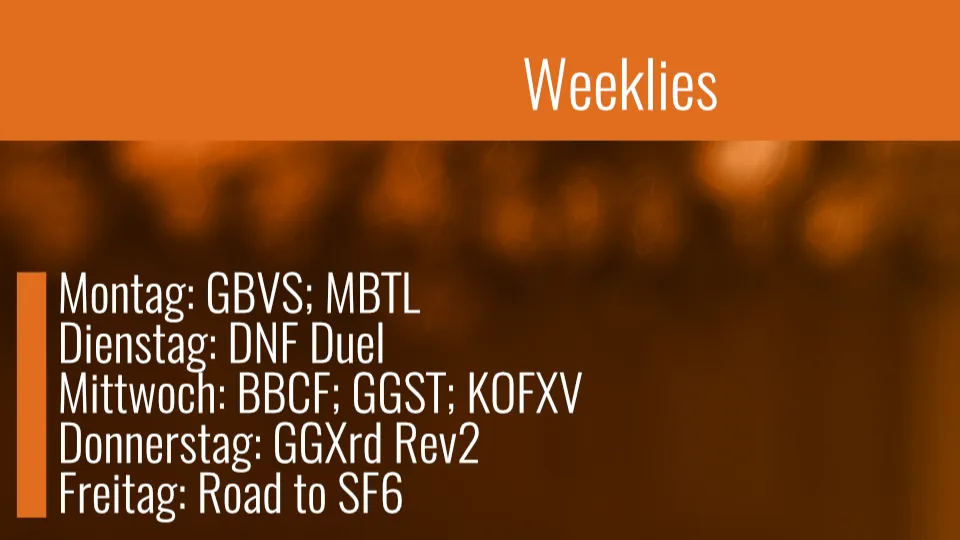 Weeklies
Montag: GBVS; MBTL
Dienstag: DNF Duel
Mittwoch: BBCF; GGST; KOFXV
Donnerstag: GGXrd Rev2
Freitag: Road to SF6